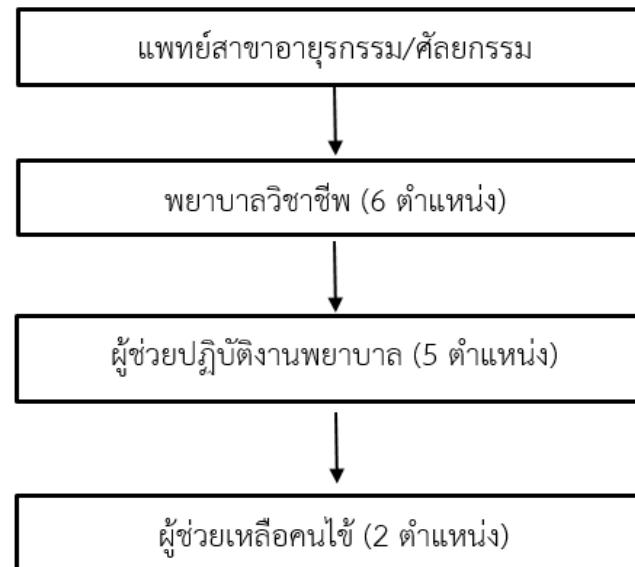 แพทย์สาขาอายุรกรรม/ศัลยกรรม
พยาบาลวิชาชีพ (6 ตำแหน่ง)
ผู้ช่วยปฏิบัติงานพยาบาล (5 ตำแหน่ง)
ผู้ช่วยเหลือคนไข้ (2 ตำแหน่ง)